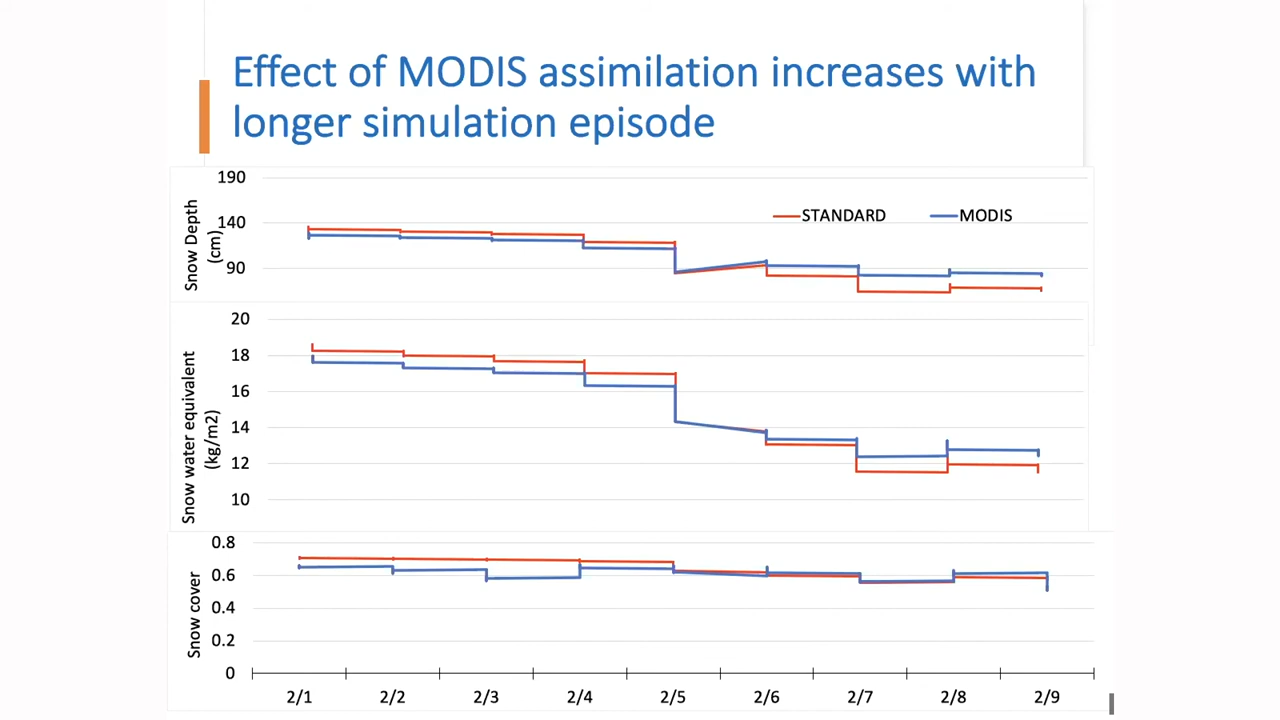 Effect of MODIS assimilation increases with
longer simulation episode
Snow Depth
(cm)
190
140
90
STANDARD
MODIS
Snow water equivalent
(kg/m2)
20
18
16
14
12
10
Snow cover
0.8
0.6
0.4
0.2
0
2/1 2/2 2/3 2/4 2/5 2/6 2/7 2/8 2/9